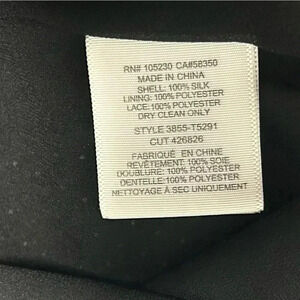 RN# 105230 CA#58350
MADE IN CHINA
SHELL: 100% SILK
LINING: 100% POLYESTER
LACE: 100% POLYESTER
DRY CLEAN ONLY
STYLE 3855-T5291
CUT 426826
FABRIQUÉ EN CHINE
REVÊTEMENT: 100% SOIE
DOUBLURE: 100% POLYESTER
DENTELLE: 100% POLYESTER
NETTOYAGE À SEC UNIQUEMENT